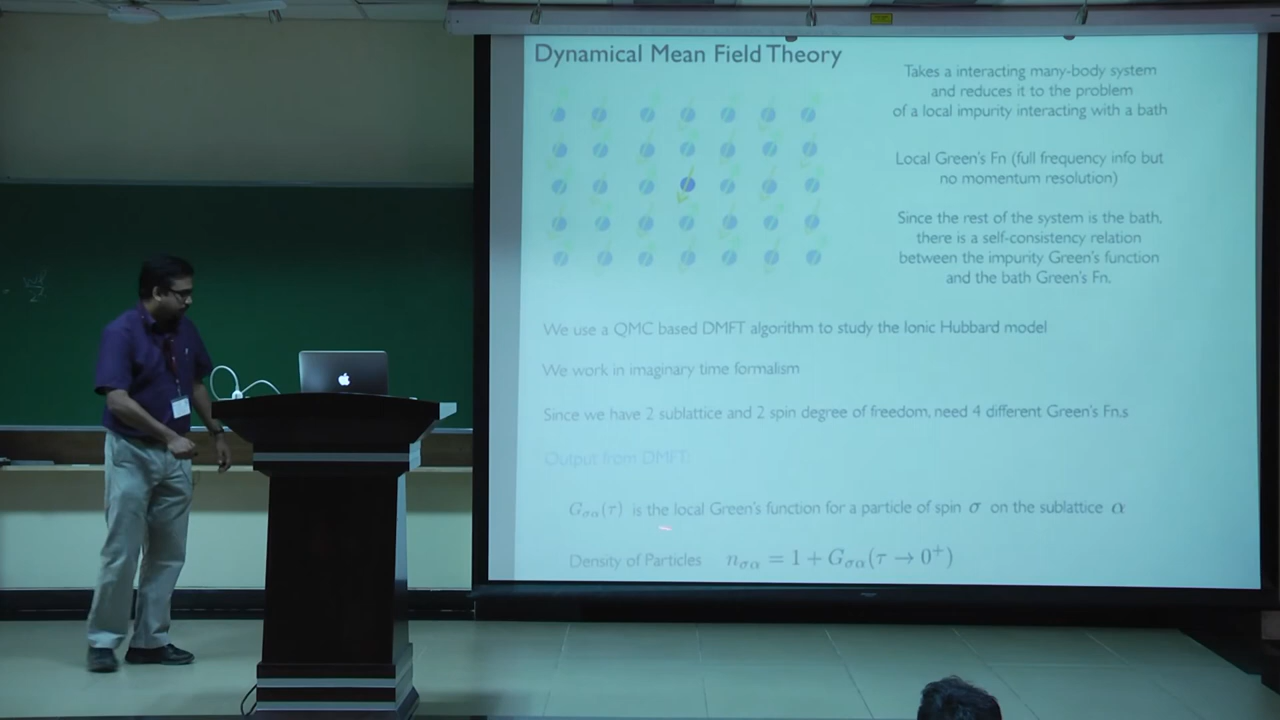 Dynamical Mean Field Theory
Takes a interacting many-body system
and reduces it to the problem
of a local impurity interacting with a bath
Local Green's Fn (full frequency info but
no momentum resolution)
Since the rest of the system is the bath,
there is a self-consistency relation
between the impurity Green's function
and the bath Green's Fn.
We use a QMC based DMFT algorithm to study the Ionic Hubbard model
We work in imaginary time formalism
Since we have 2 sublattice and 2 spin degree of freedom, need 4 different Green's Fn.s
Output from DMFT:
G_{σα}(τ) is the local Green's function for a particle of spin σ on the sublattice α
Density of Particles n_{σα} = 1 + G_{σα}(τ → 0⁺)